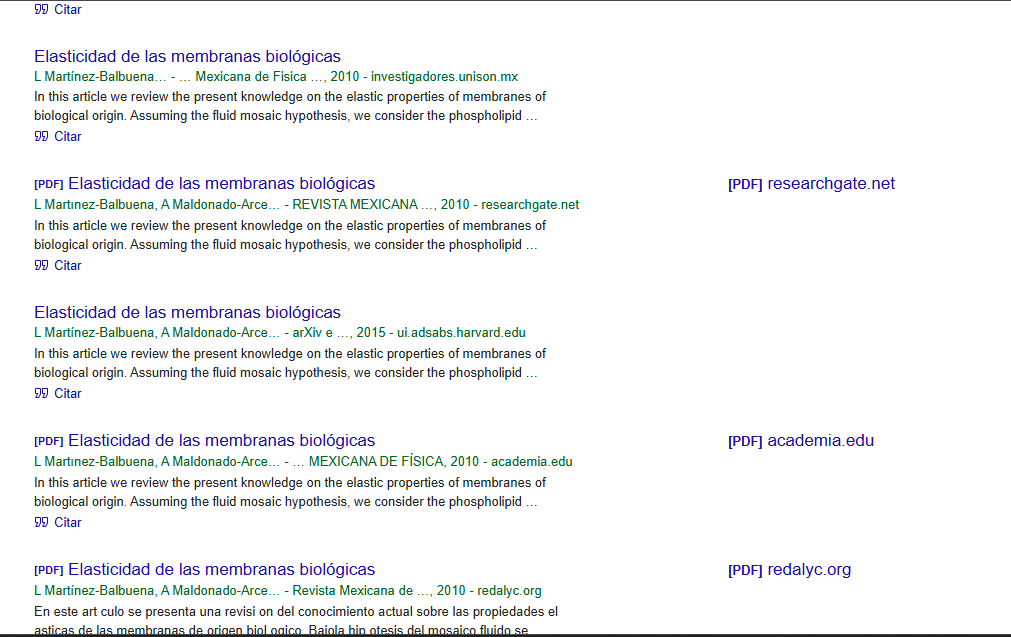 Citar
Elasticidad de las membranas biológicas
L Martínez-Balbuena… - … Mexicana de Fisica …, 2010 - investigadores.unison.mx
In this article we review the present knowledge on the elastic properties of membranes of
biological origin. Assuming the fluid mosaic hypothesis, we consider the phospholipid …
Citar
[PDF] Elasticidad de las membranas biológicas
[PDF] researchgate.net
L Martınez-Balbuena, A Maldonado-Arce… - REVISTA MEXICANA …, 2010 - researchgate.net
In this article we review the present knowledge on the elastic properties of membranes of
biological origin. Assuming the fluid mosaic hypothesis, we consider the phospholipid …
Citar
Elasticidad de las membranas biológicas
L Martínez-Balbuena, A Maldonado-Arce… - arXiv e …, 2015 - ui.adsabs.harvard.edu
In this article we review the present knowledge on the elastic properties of membranes of
biological origin. Assuming the fluid mosaic hypothesis, we consider the phospholipid …
Citar
[PDF] Elasticidad de las membranas biológicas
[PDF] academia.edu
L Martınez-Balbuena, A Maldonado-Arce… - … MEXICANA DE FÍSICA, 2010 - academia.edu
In this article we review the present knowledge on the elastic properties of membranes of
biological origin. Assuming the fluid mosaic hypothesis, we consider the phospholipid …
Citar
[PDF] Elasticidad de las membranas biológicas
[PDF] redalyc.org
L Martínez-Balbuena, A Maldonado-Arce… - Revista Mexicana de …, 2010 - redalyc.org
En este art culo se presenta una revisi on del conocimiento actual sobre las propiedades el
asticas de las membranas de origen biol ogico. Bajola hip otesis del mosaico fluido se